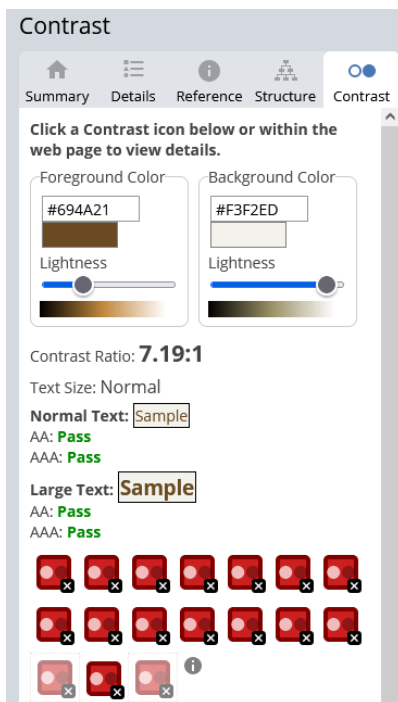 Contrast
Summary Details Reference Structure Contrast
Click a Contrast icon below or within the
web page to view details.
Foreground Color Background Color
#694A21 #F3F2ED
Lightness Lightness
Contrast Ratio: 7.19:1
Text Size: Normal
Normal Text: Sample
AA: Pass
AAA: Pass
Large Text: Sample
AA: Pass
AAA: Pass